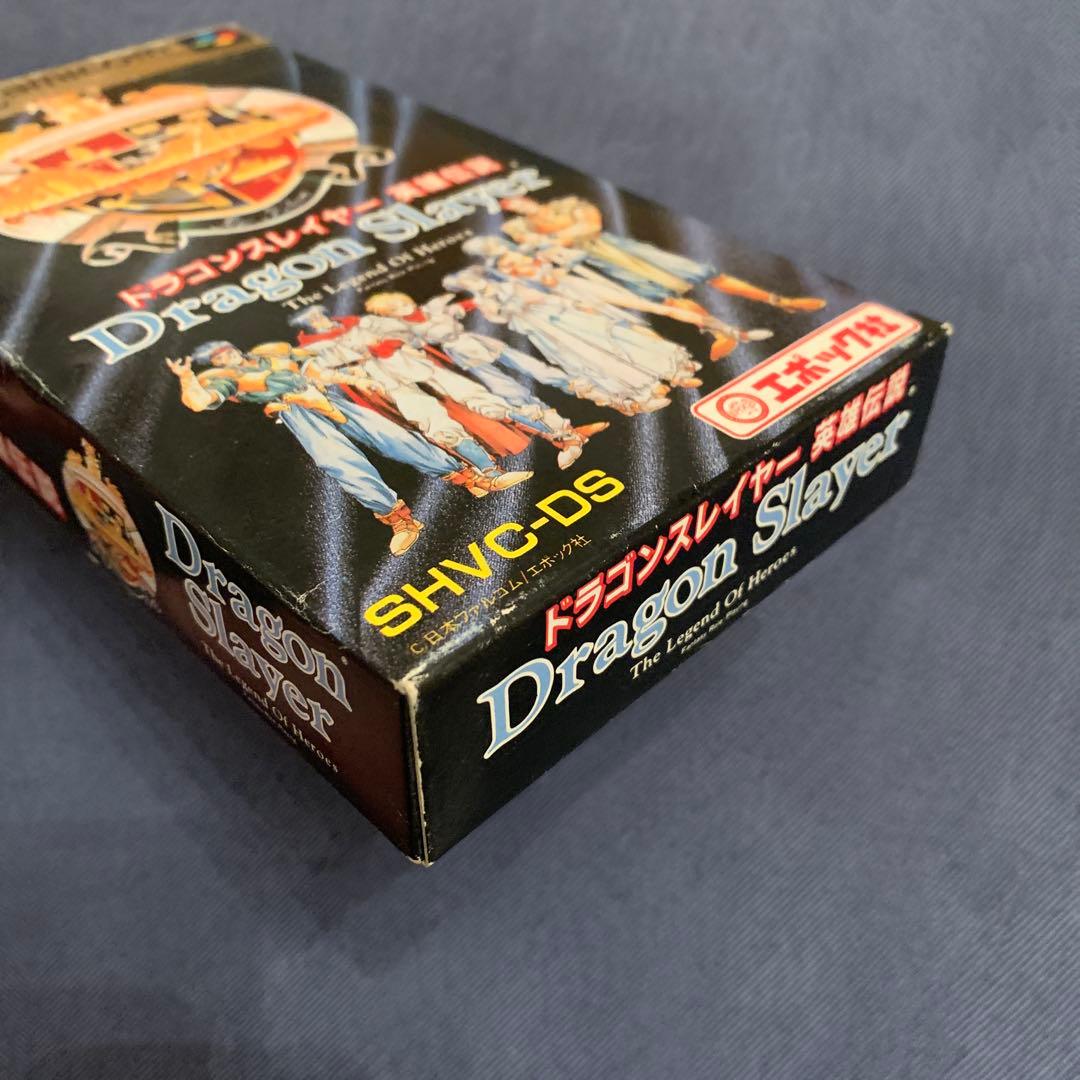 ドラゴンスレイヤー 英雄伝説
Dragon Slayer
The Legend Of Heroes
エポック社
SHVC-DS
C 日本ファルコム/エポック社
ドラゴンスレイヤー 英雄伝説
Dragon Slayer
The Legend Of Heroes
Dragon
Slayer
The Legend Of Heroes